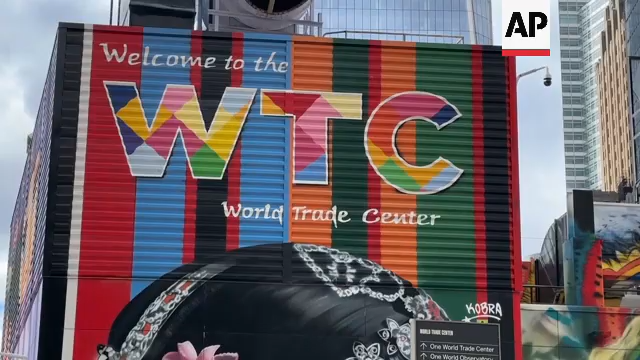 AP
Welcome to the
WTC
World Trade Center
KOBRA
WORLD TRADE CENTER
↑ One World Trade Center
↑ One World Observatory